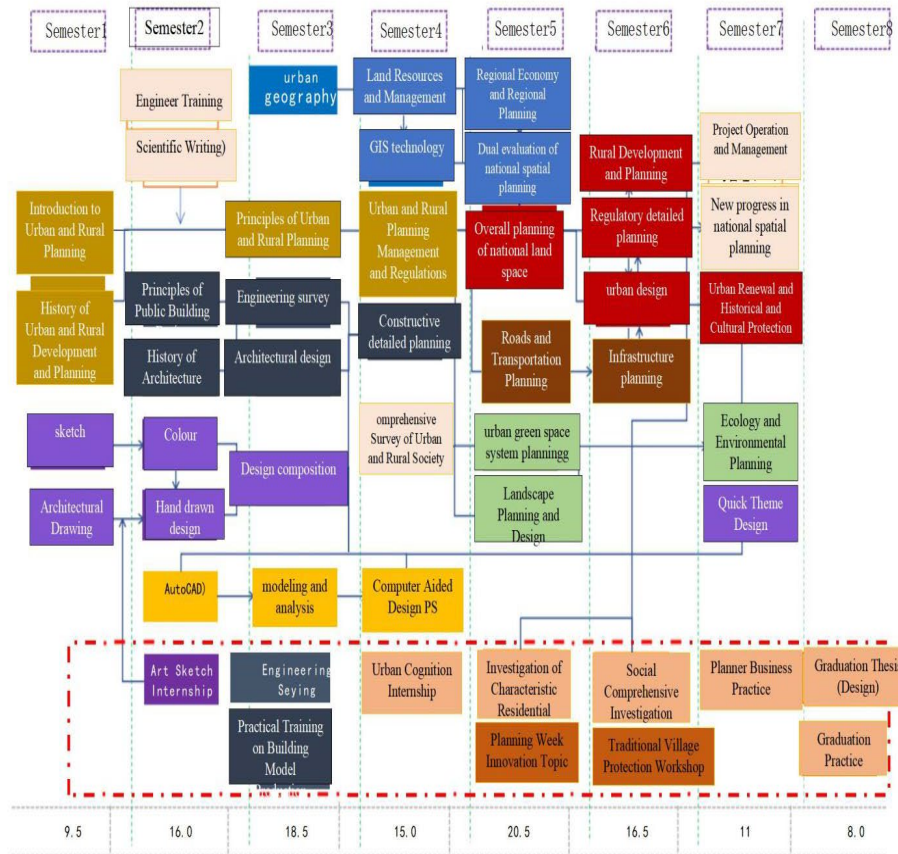 Semester1
Semester2
Semester3
Semester4
Semester5
Semester6
Semester7
Semester8
Engineer Training
Scientific Writing)
urban
geography
Land Resources
and Management
GIS technology
Regional Economy
and Regional
Planning
Dual evaluation of
national spatial
planning
Rural Development
and Planning
Project Operation
and Management
Introduction to
Urban and Rural
Planning
Principles of Urban
and Rural Planning
Urban and Rural
Planning
Management
and Regulations
Overall planning
of national land
space
Regulatory detailed
planning
New progress in
national spatial
planning
History of
Urban and Rural
Development
and Planning
Principles of
Public Building
Engineering survey
Constructive
detailed planning
urban design
Urban Renewal and
Historical and
Cultural Protection
History of
Architecture
Architectural design
Roads and
Transportation
Planning
Infrastructure
planning
sketch
Colour
Design composition
omprehensive
Survey of Urban
and Rural Society
urban green space
system planningg
Ecology and
Environmental
Planning
Architectural
Drawing
Hand drawn
design
Landscape
Planning and
Design
Quick Theme
Design
AutoCAD)
modeling and
analysis
Computer Aided
Design PS
Art Sketch
Internship
Engineering
Seying
Urban Cognition
Internship
Investigation of
Characteristic
Residential
Social
Comprehensive
Investigation
Planner Business
Practice
Graduation Thesis
(Design)
Practical Training
on Building
Model
Planning Week
Innovation Topic
Traditional Village
Protection Workshop
Graduation
Practice
9.5
16.0
18.5
15.0
20.5
16.5
11
8.0